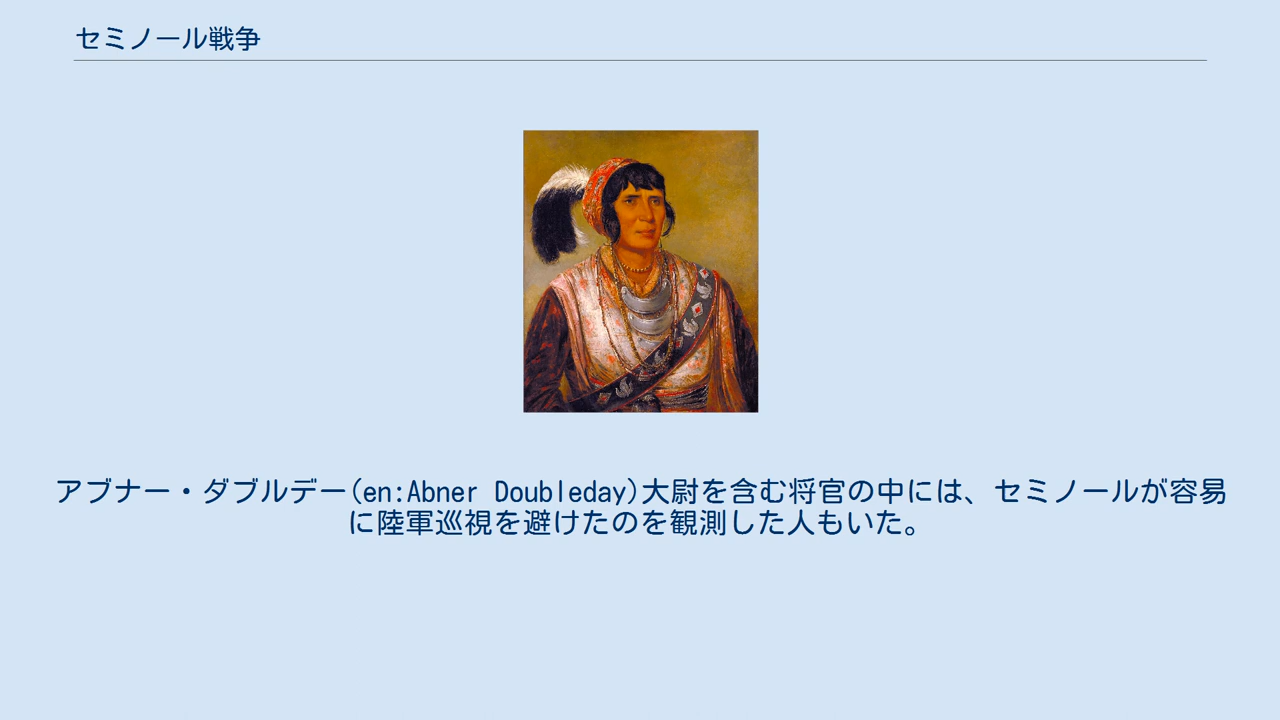 セミノール戦争
アブナー・ダブルデー(en:Abner Doubleday)大尉を含む将官の中には、セミノールが容易
に陸軍巡視を避けたのを観測した人もいた。